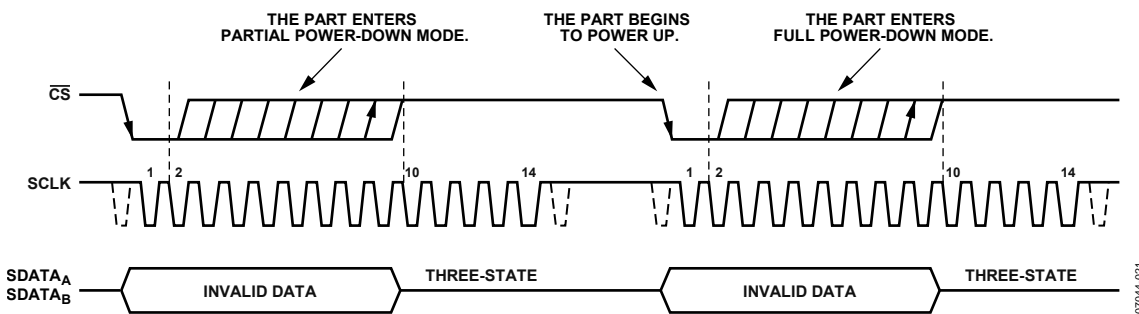 THE PART ENTERS
PARTIAL POWER-DOWN MODE.
THE PART BEGINS
TO POWER UP.
THE PART ENTERS
FULL POWER-DOWN MODE.
CS
SCLK
1 2 10 14 1 2 10 14
SDATAA
SDATAB
INVALID DATA THREE-STATE INVALID DATA THREE-STATE
07044-021